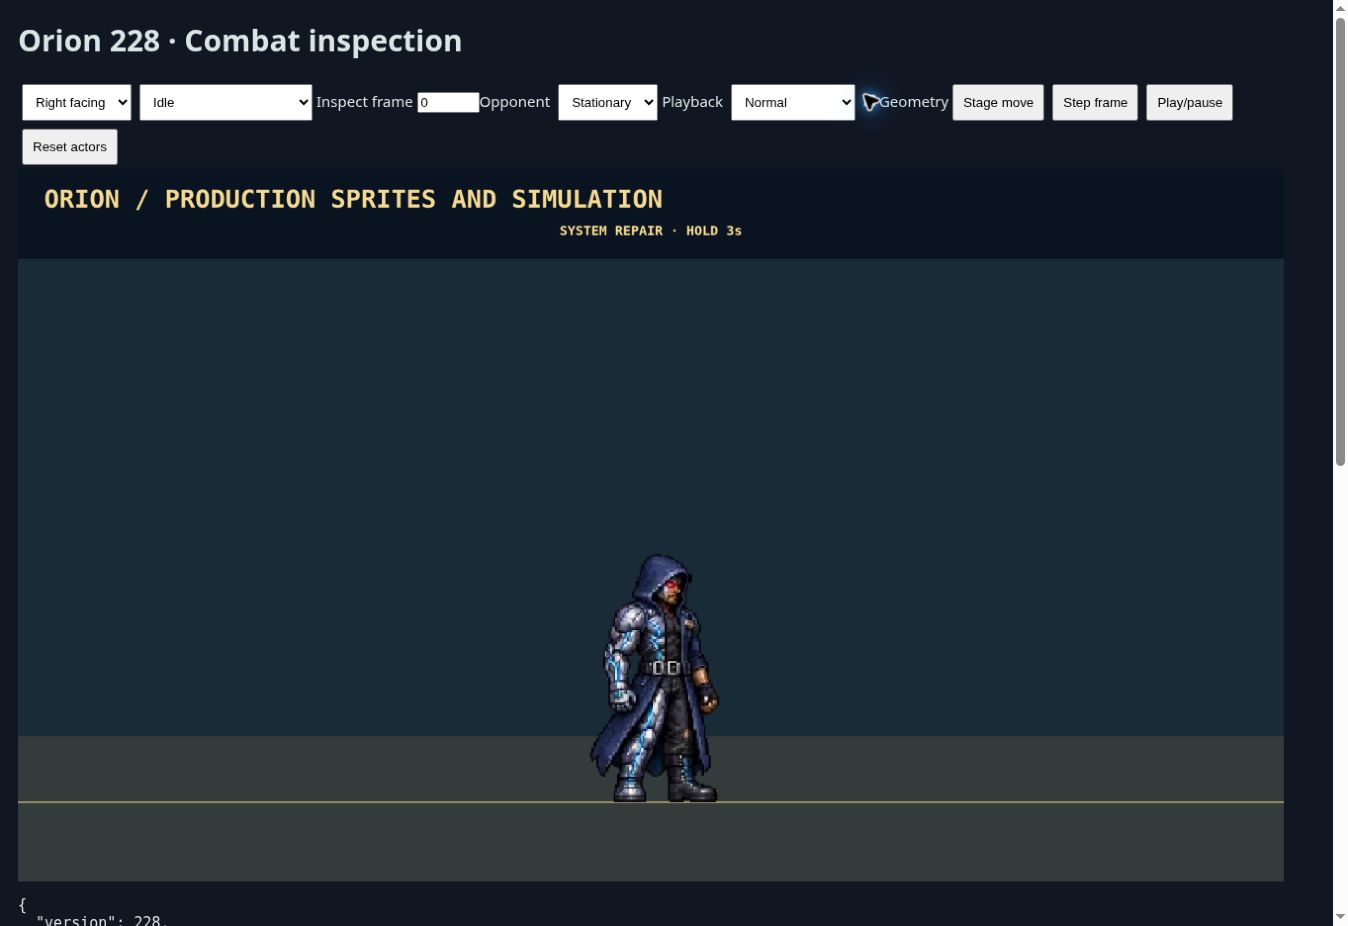 Orion 228 · Combat inspection
Right facing Idle Inspect frame 0 Opponent Stationary Playback Normal Geometry Stage move Step frame Play/pause
Reset actors
ORION / PRODUCTION SPRITES AND SIMULATION
SYSTEM REPAIR · HOLD 3s
{
"version": 228,